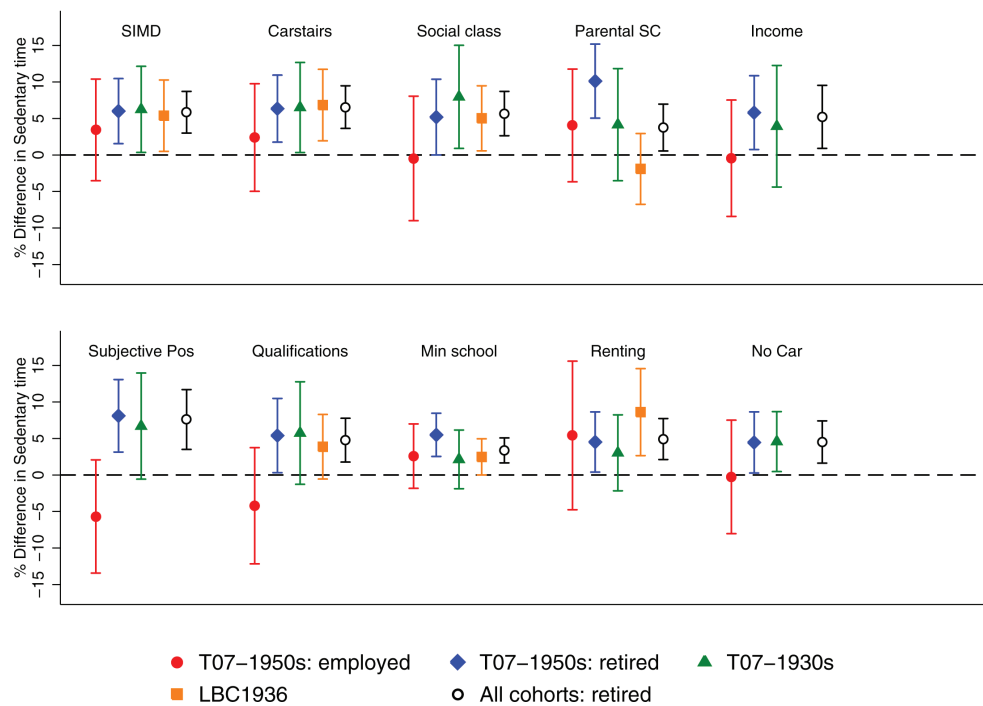 SIMD Carstairs Social class Parental SC Income
% Difference in Sedentary time
15
10
5
0
−5
−10
−15
Subjective Pos Qualifications Min school Renting No Car
% Difference in Sedentary time
15
10
5
0
−5
−10
−15
T07−1950s: employed T07−1950s: retired T07−1930s
LBC1936 All cohorts: retired